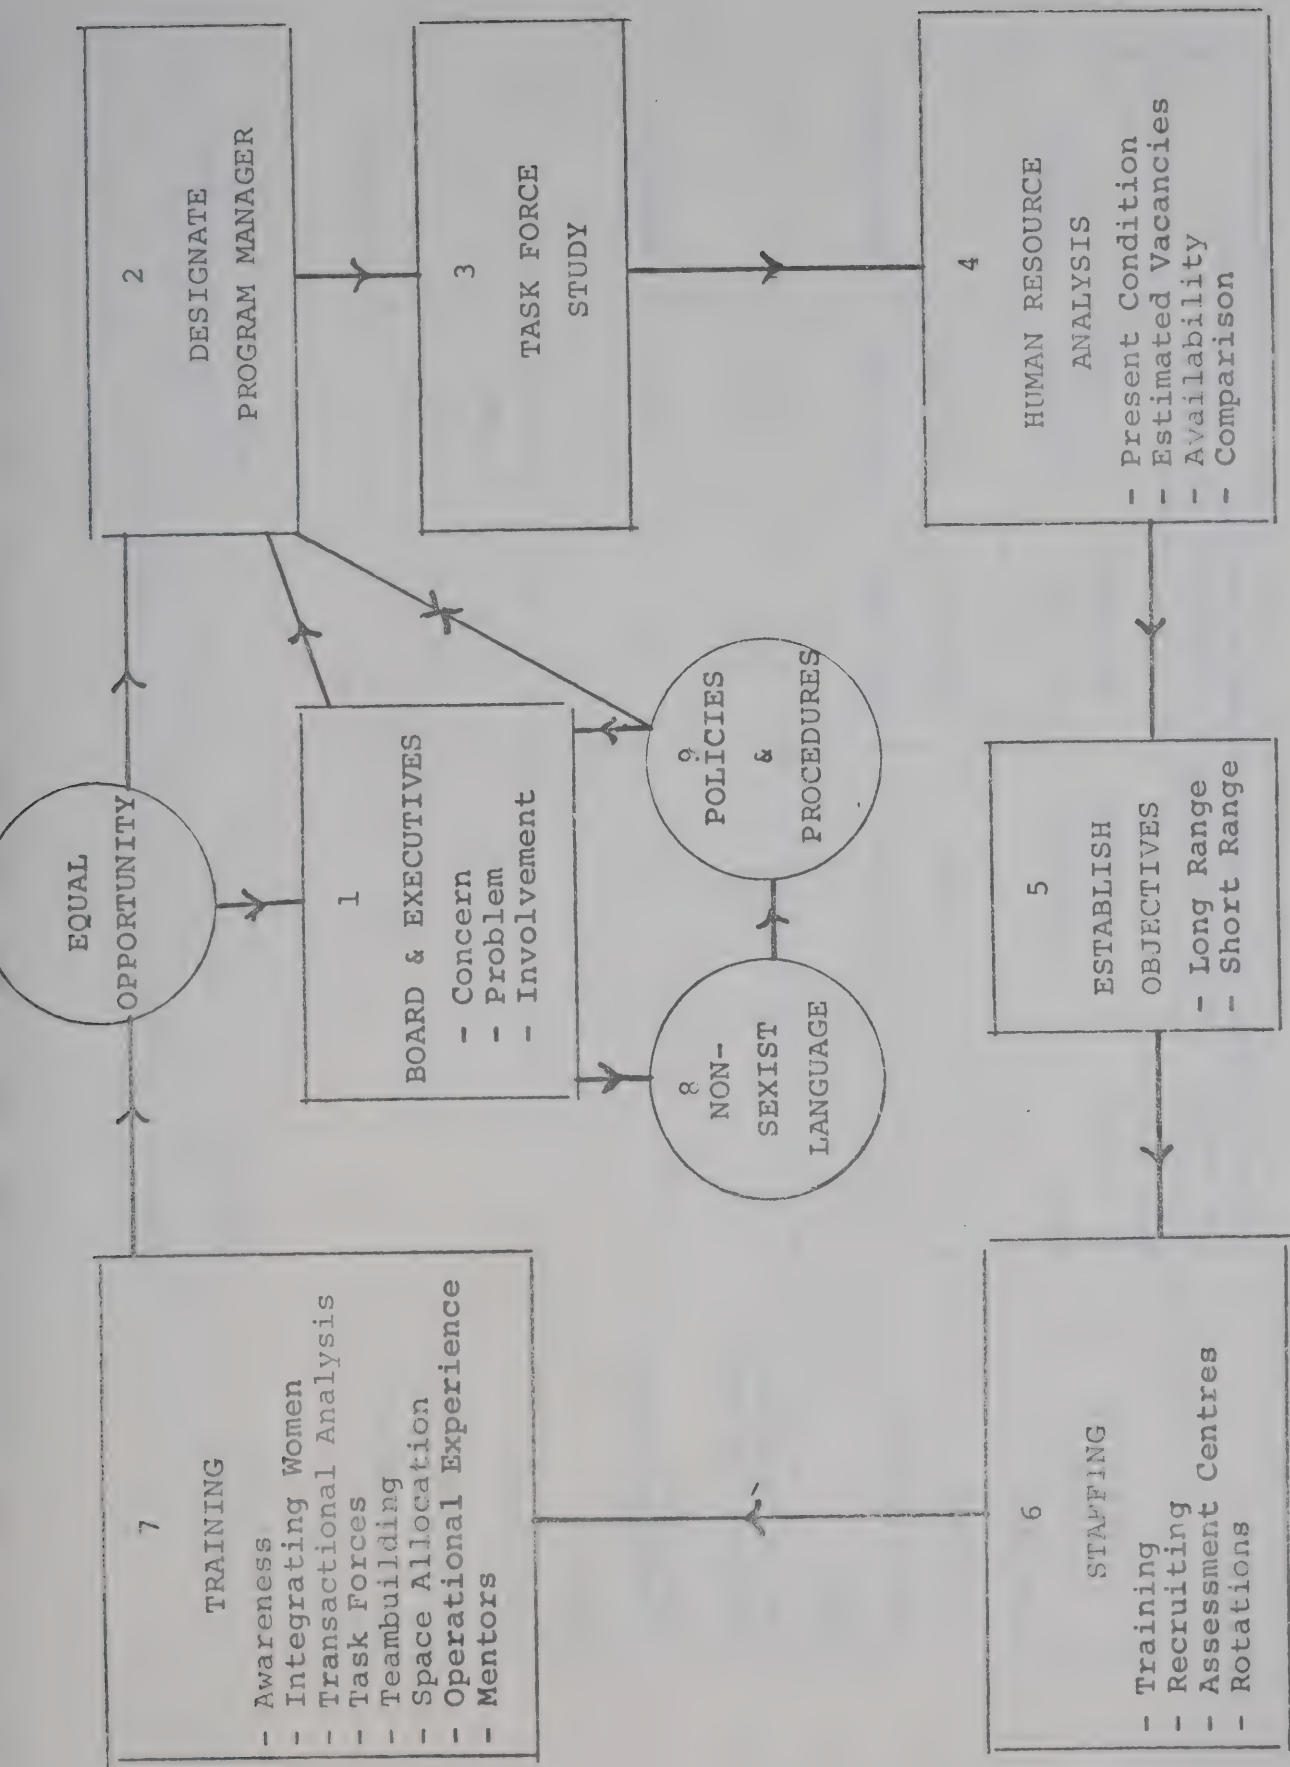 EQUAL
OPPORTUNITY
1
BOARD & EXECUTIVES
- Concern
- Problem
- Involvement
2
DESIGNATE
PROGRAM MANAGER
3
TASK FORCE
STUDY
4
HUMAN RESOURCE
ANALYSIS
- Present Condition
- Estimated Vacancies
- Availability
- Comparison
5
ESTABLISH
OBJECTIVES
- Long Range
- Short Range
6
STAFFING
- Training
- Recruiting
- Assessment Centres
- Rotations
7
TRAINING
- Awareness
- Integrating Women
- Transactional Analysis
- Task Forces
- Teambuilding
- Space Allocation
- Operational Experience
- Mentors
8
NON-
SEXIST
LANGUAGE
9
POLICIES
&
PROCEDURES